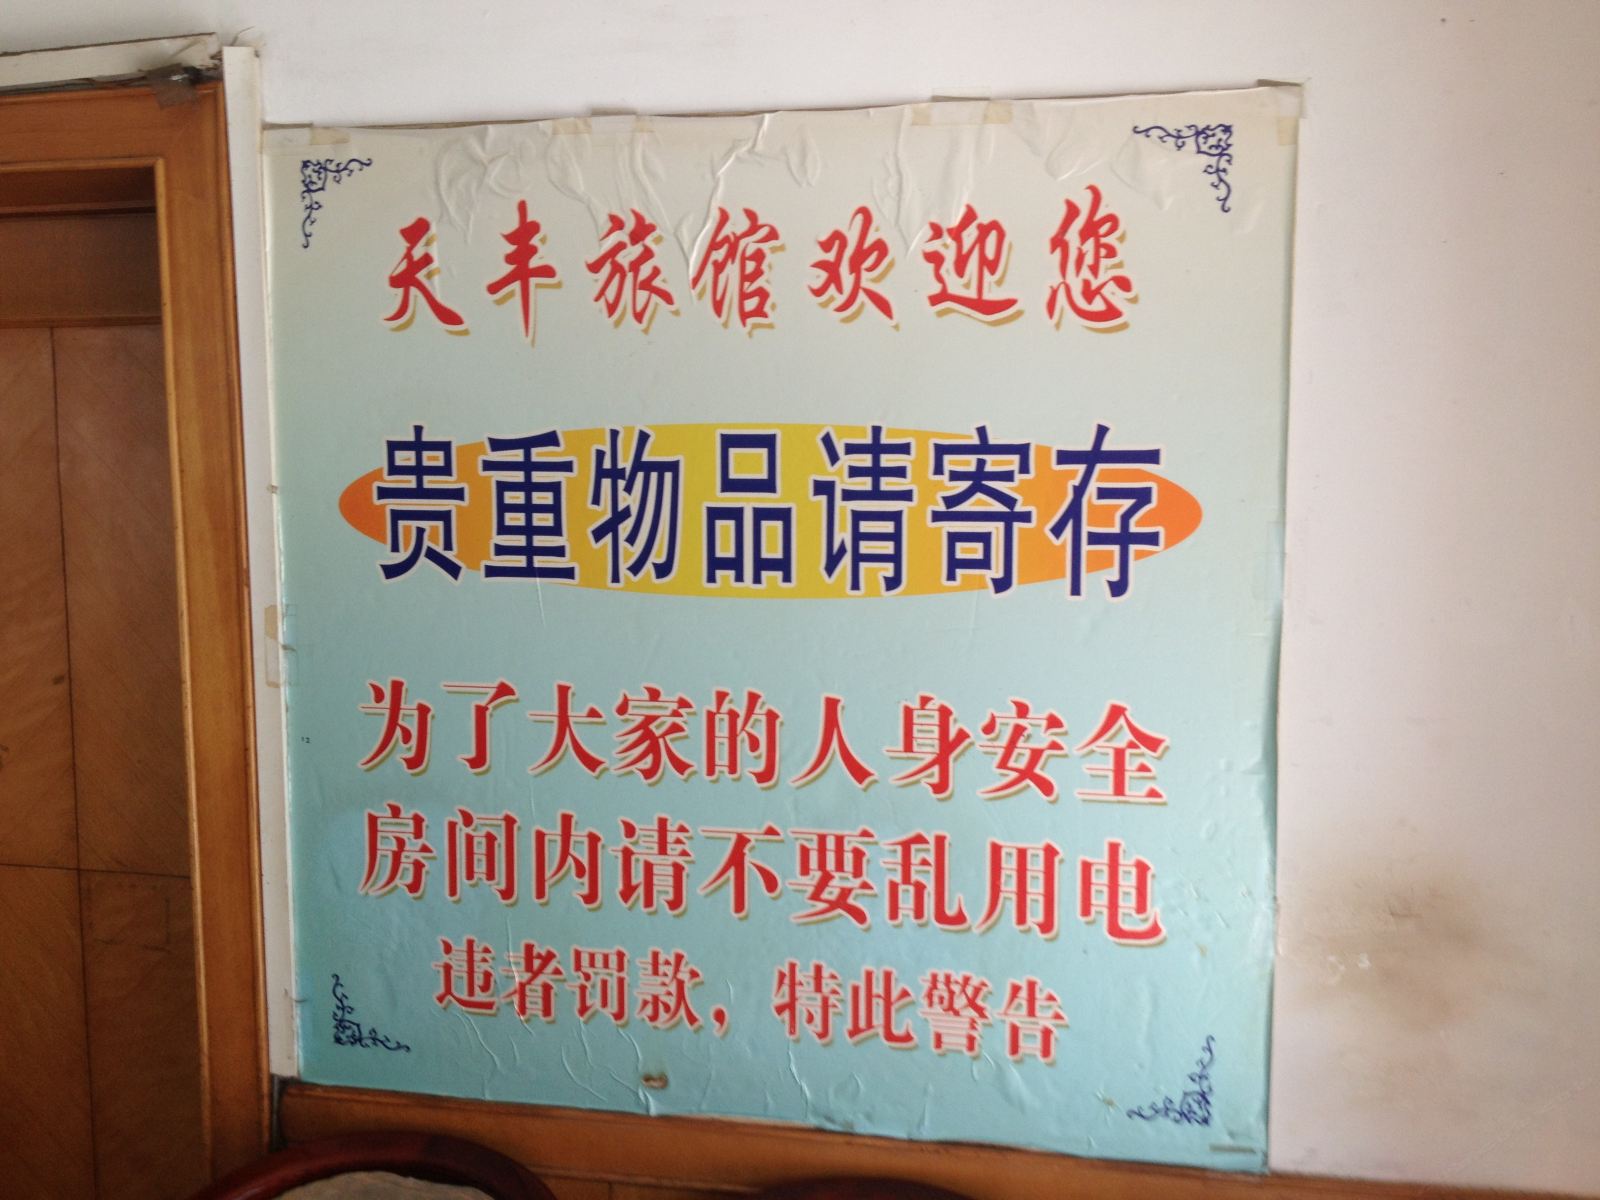 天丰旅馆欢迎您
贵重物品请寄存
为了大家的人身安全
房间内请不要乱用电
违者罚款，特此警告